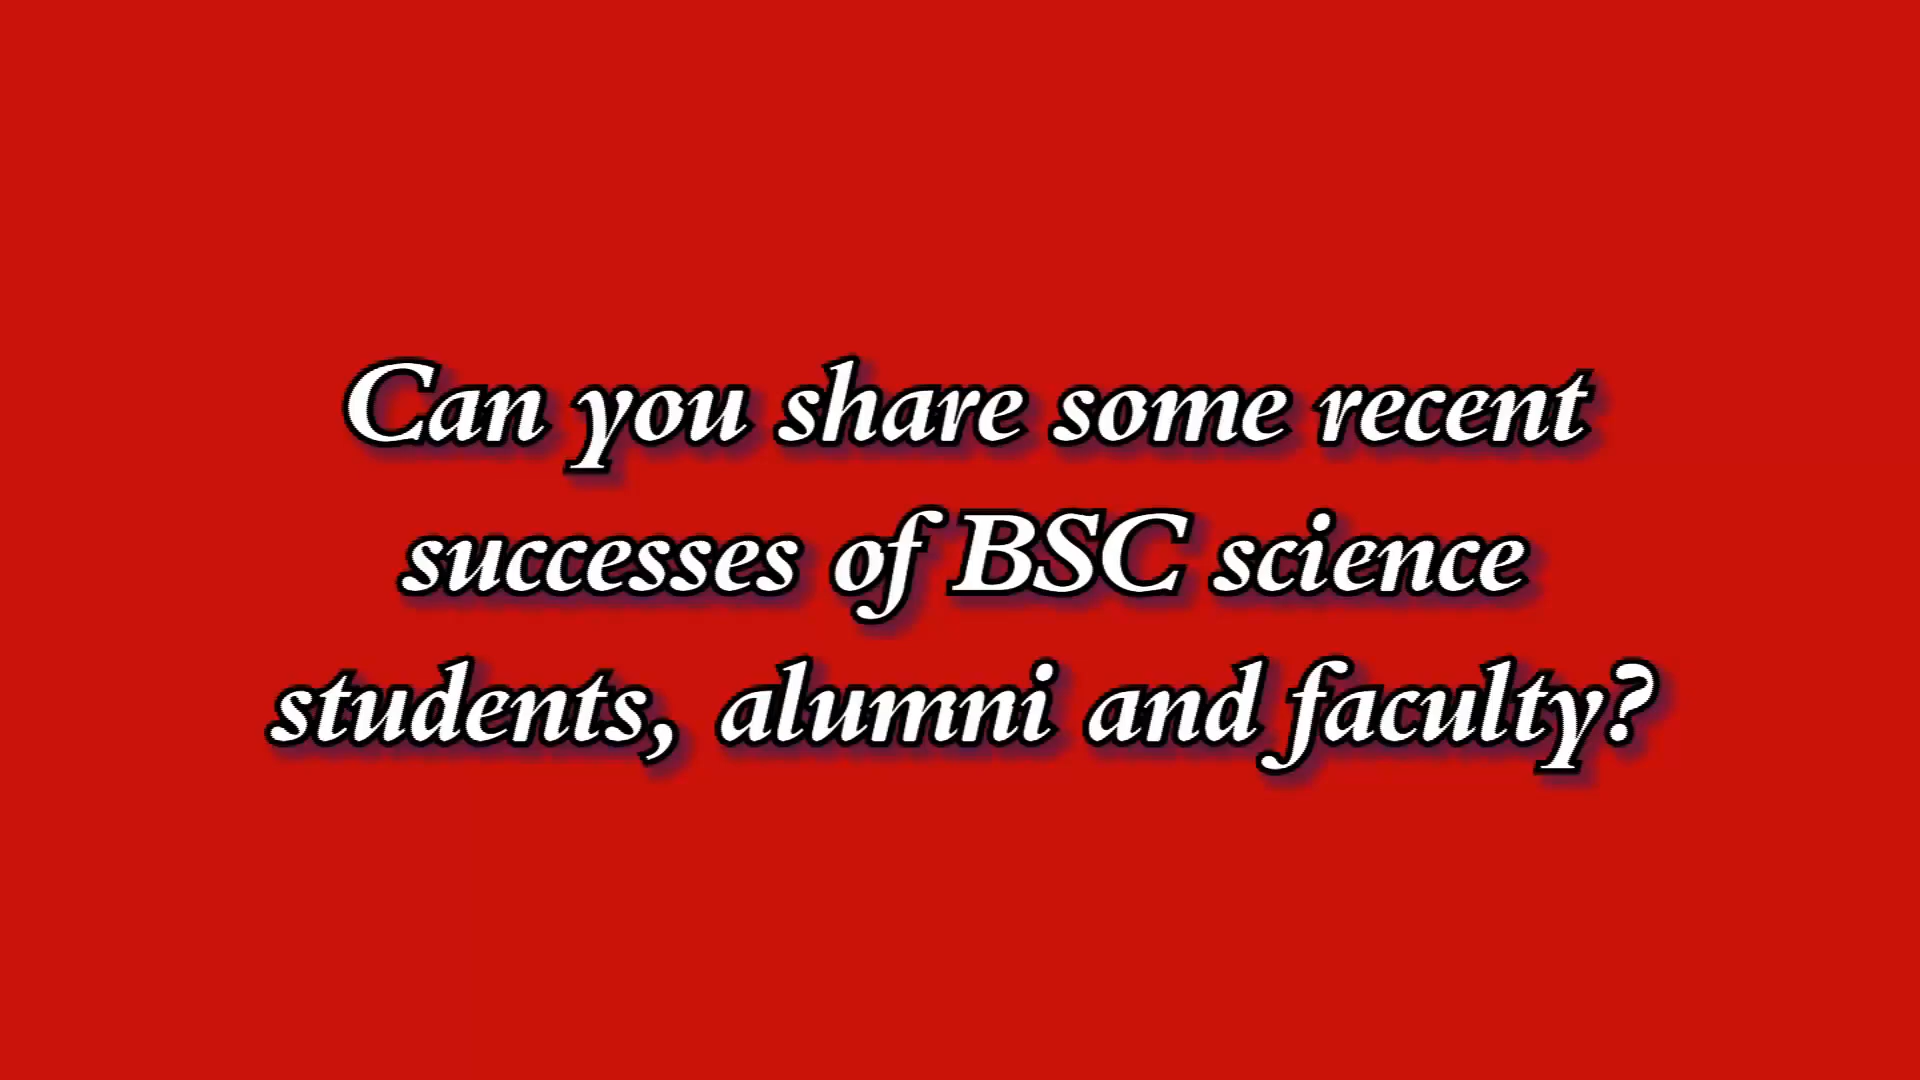 Can you share some recent
successes of BSC science
students, alumni and faculty?